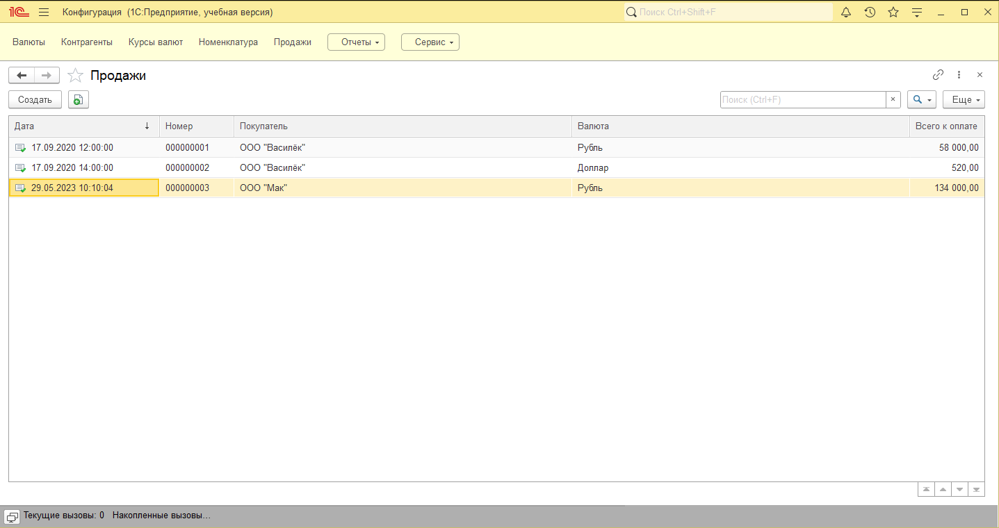 1С Конфигурация (1С:Предприятие, учебная версия) Поиск Ctrl+Shift+F
Валюты Контрагенты Курсы валют Номенклатура Продажи Отчеты Сервис
Продажи
Создать Поиск (Ctrl+F) × Еще
Дата ↓ Номер Покупатель Валюта Всего к оплате
17.09.2020 12:00:00 000000001 ООО "Василёк" Рубль 58 000,00
17.09.2020 14:00:00 000000002 ООО "Василёк" Доллар 520,00
29.05.2023 10:10:04 000000003 ООО "Мак" Рубль 134 000,00
Текущие вызовы: 0 Накопленные вызовы...